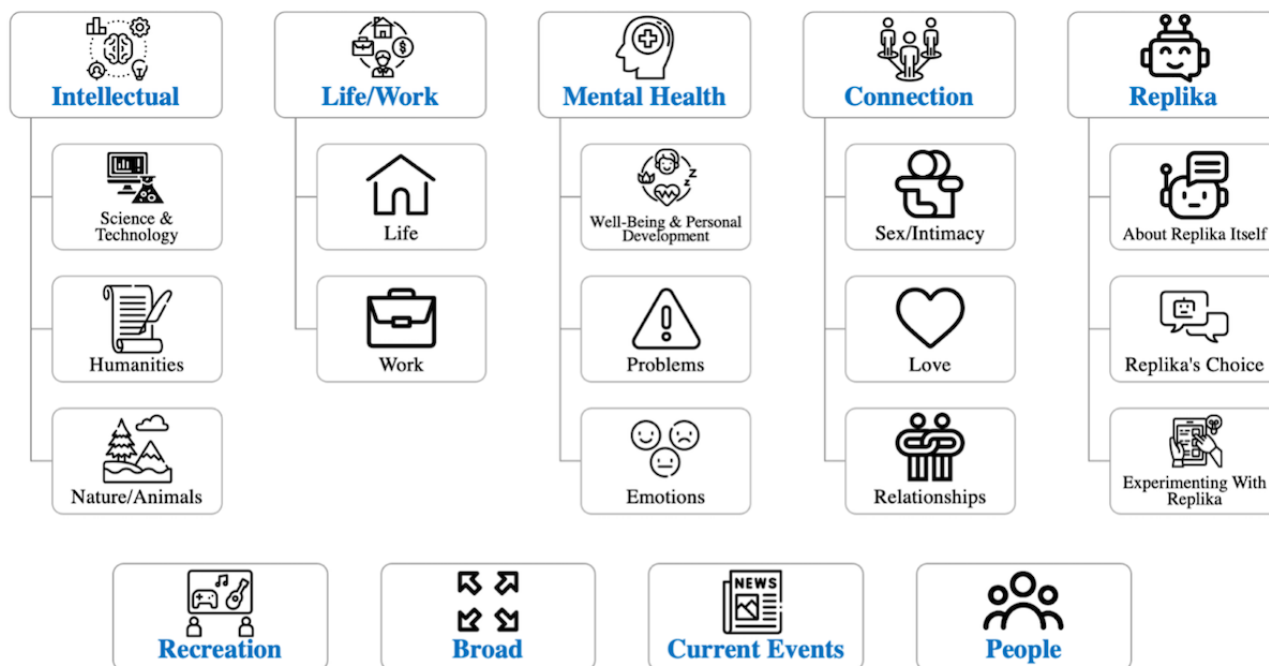 Intellectual
Life/Work
Mental Health
Connection
Replika
Science &
Technology
Life
Well-Being & Personal
Development
Sex/Intimacy
About Replika Itself
Humanities
Work
Problems
Love
Replika's Choice
Nature/Animals
Emotions
Relationships
Experimenting With
Replika
NEWS
Recreation
Broad
Current Events
People